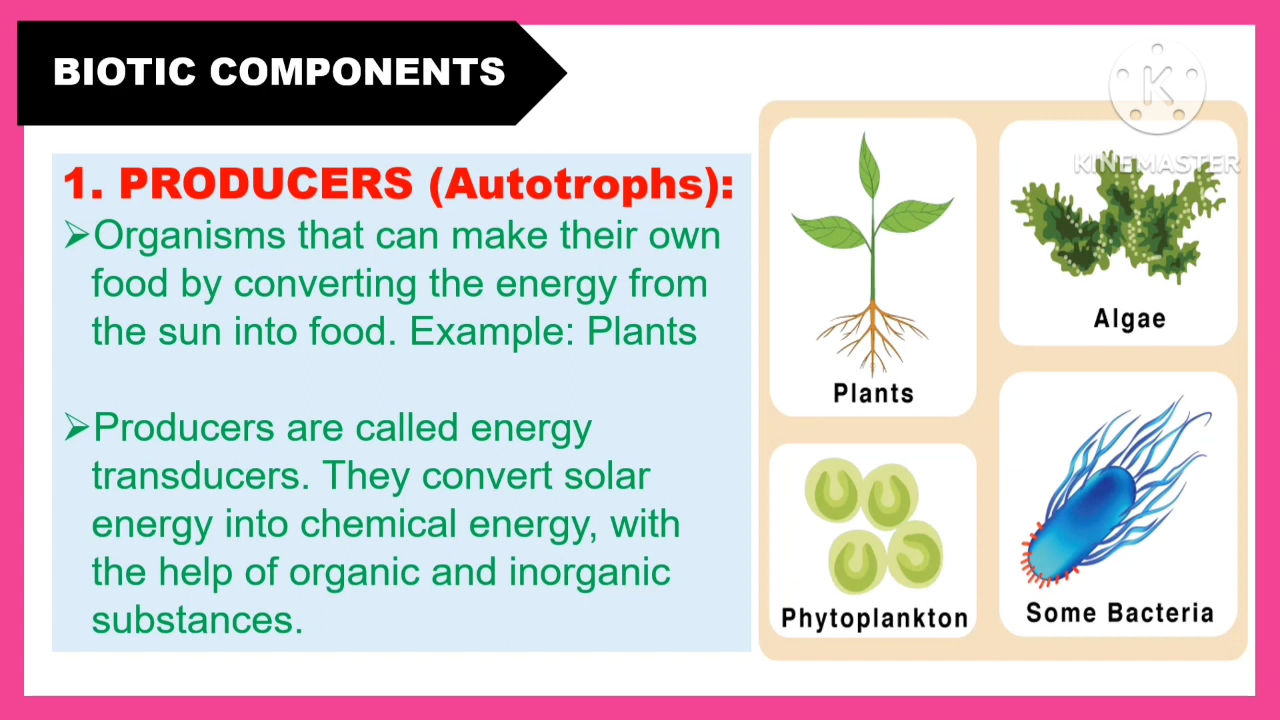 BIOTIC COMPONENTS
K
KINEMASTER
1. PRODUCERS (Autotrophs):
➢Organisms that can make their own
food by converting the energy from
the sun into food. Example: Plants
➢Producers are called energy
transducers. They convert solar
energy into chemical energy, with
the help of organic and inorganic
substances.
Plants
Algae
Phytoplankton
Some Bacteria